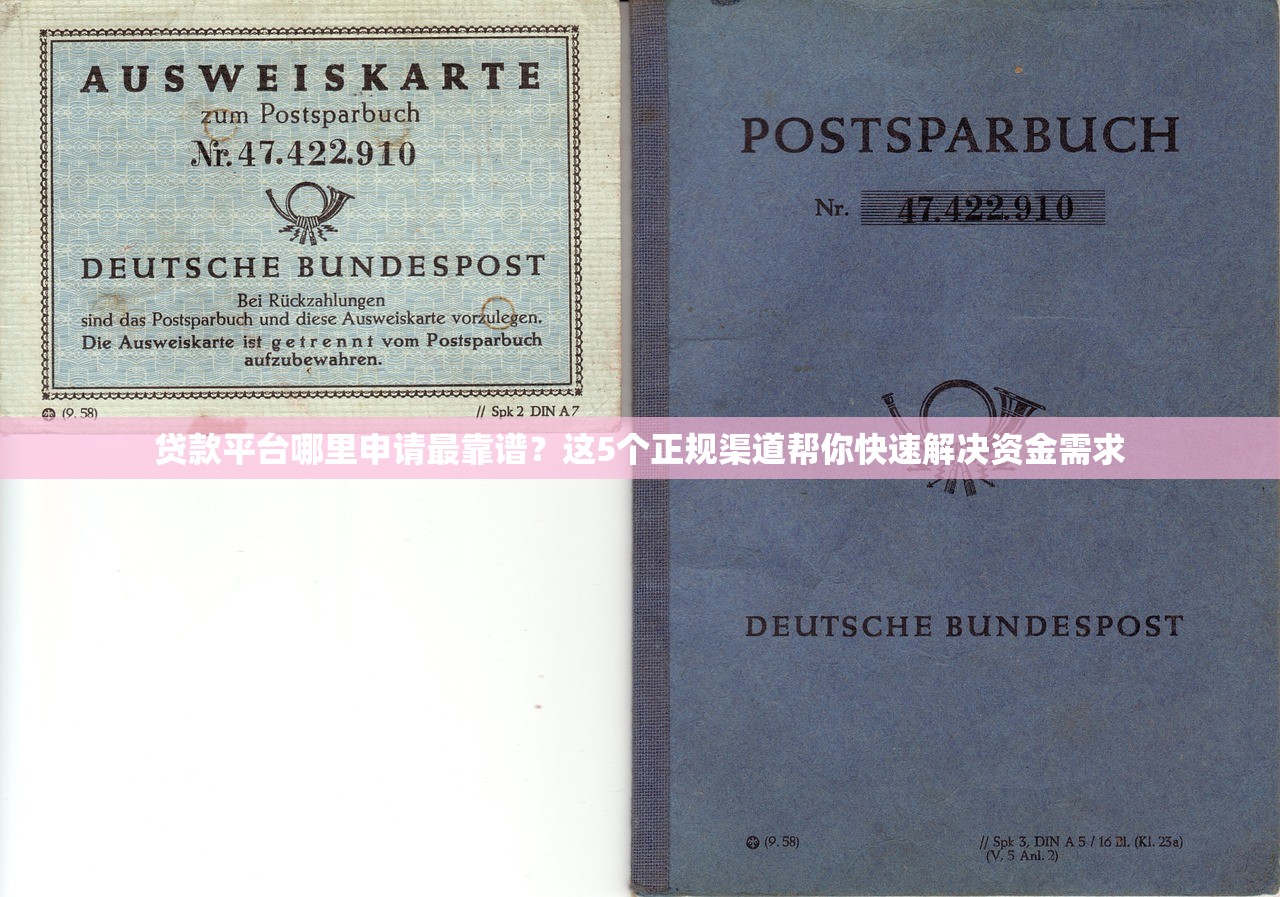 AUSWEISKARTE
zum Postsparbuch
Nr. 47.422.910
DEUTSCHE BUNDESPOST
Bei Rückzahlungen
sind das Postsparbuch und diese Ausweiskarte vorzulegen.
Die Ausweiskarte ist getrennt vom Postsparbuch
aufzubewahren.
(9. 58)
// Spk 2 DIN A 7
POSTSPARBUCH
Nr. 47.422.910
贷款平台哪里申请最靠谱？这5个正规渠道帮你快速解决资金需求
DEUTSCHE BUNDESPOST
(9. 58)
// Spk 3, DIN A 5 / 16 Bl. (Kl. 23a)
(V, 5 Anl. 2)